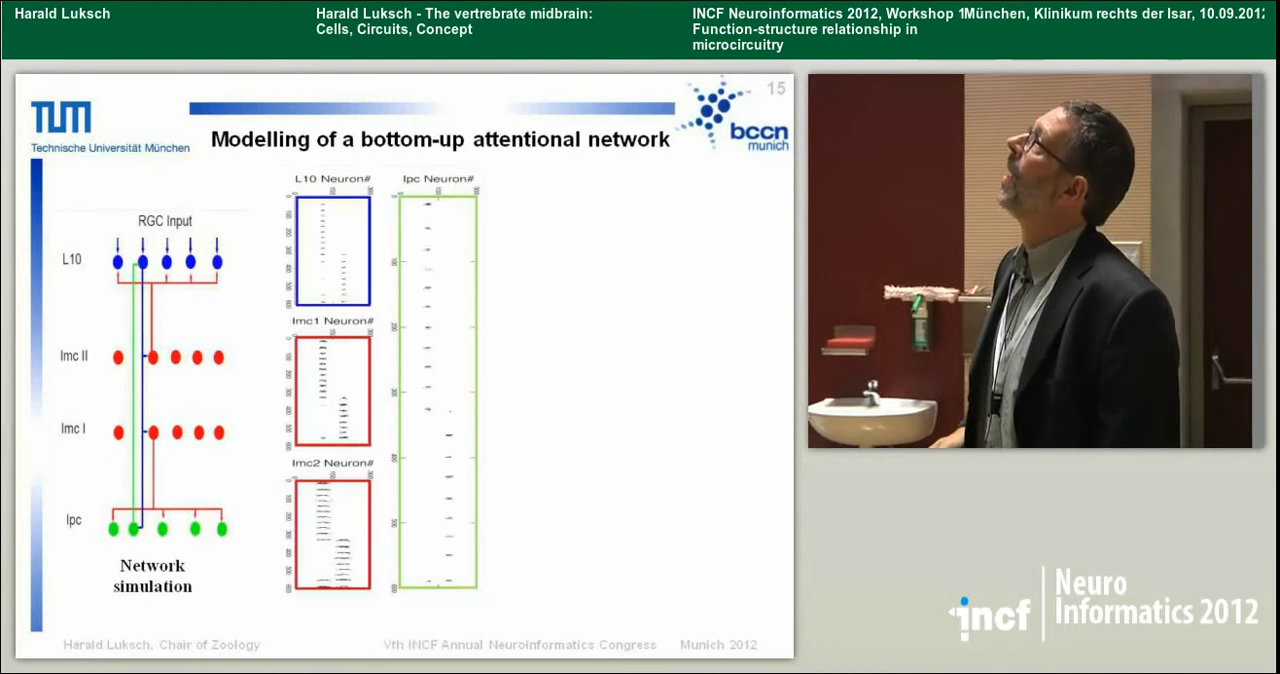 Harald Luksch
Harald Luksch - The vertrebrate midbrain:
Cells, Circuits, Concept
INCF Neuroinformatics 2012, Workshop 1München, Klinikum rechts der Isar, 10.09.2012
Function-structure relationship in
microcircuitry
15
TUM
Technische Universität München
bccn
munich
Modelling of a bottom-up attentional network
RGC Input
L10
Imc II
Imc I
Ipc
Network
simulation
L10 Neuron#
Imc1 Neuron#
Imc2 Neuron#
Ipc Neuron#
Harald Luksch, Chair of Zoology
Vth INCF Annual Neuroinformatics Congress
Munich 2012
incf
Neuro
Informatics 2012